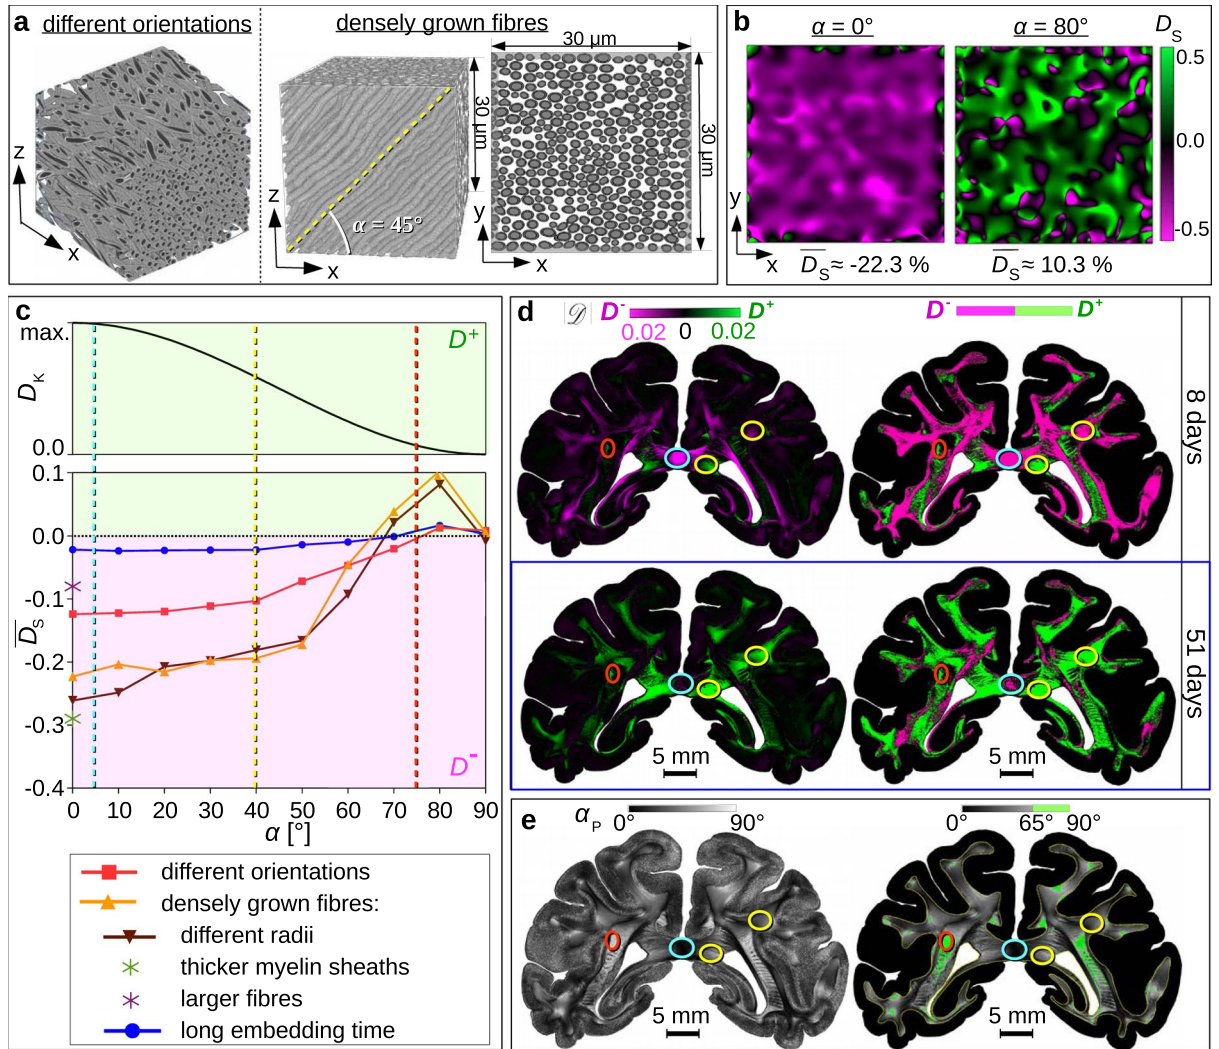 a different orientations
densely grown fibres
30 µm
30 µm
30 µm
α = 45°
z
x
z
x
y
x
b
α = 0°
α = 80°
D_S
0.5
0.0
-0.5
y
x
D_S ≈ -22.3 %
D_S ≈ 10.3 %
c
max.
D_K
0.0
D⁺
0.1
0.0
-0.1
-0.2
-0.3
-0.4
D_S
D⁻
0 10 20 30 40 50 60 70 80 90
α [°]
different orientations
densely grown fibres:
different radii
thicker myelin sheaths
larger fibres
long embedding time
d
|𝒟| D⁻ D⁺
0.02 0 0.02
D⁻ D⁺
8 days
51 days
5 mm
5 mm
e
α_P 0° 90°
0° 65° 90°
5 mm
5 mm